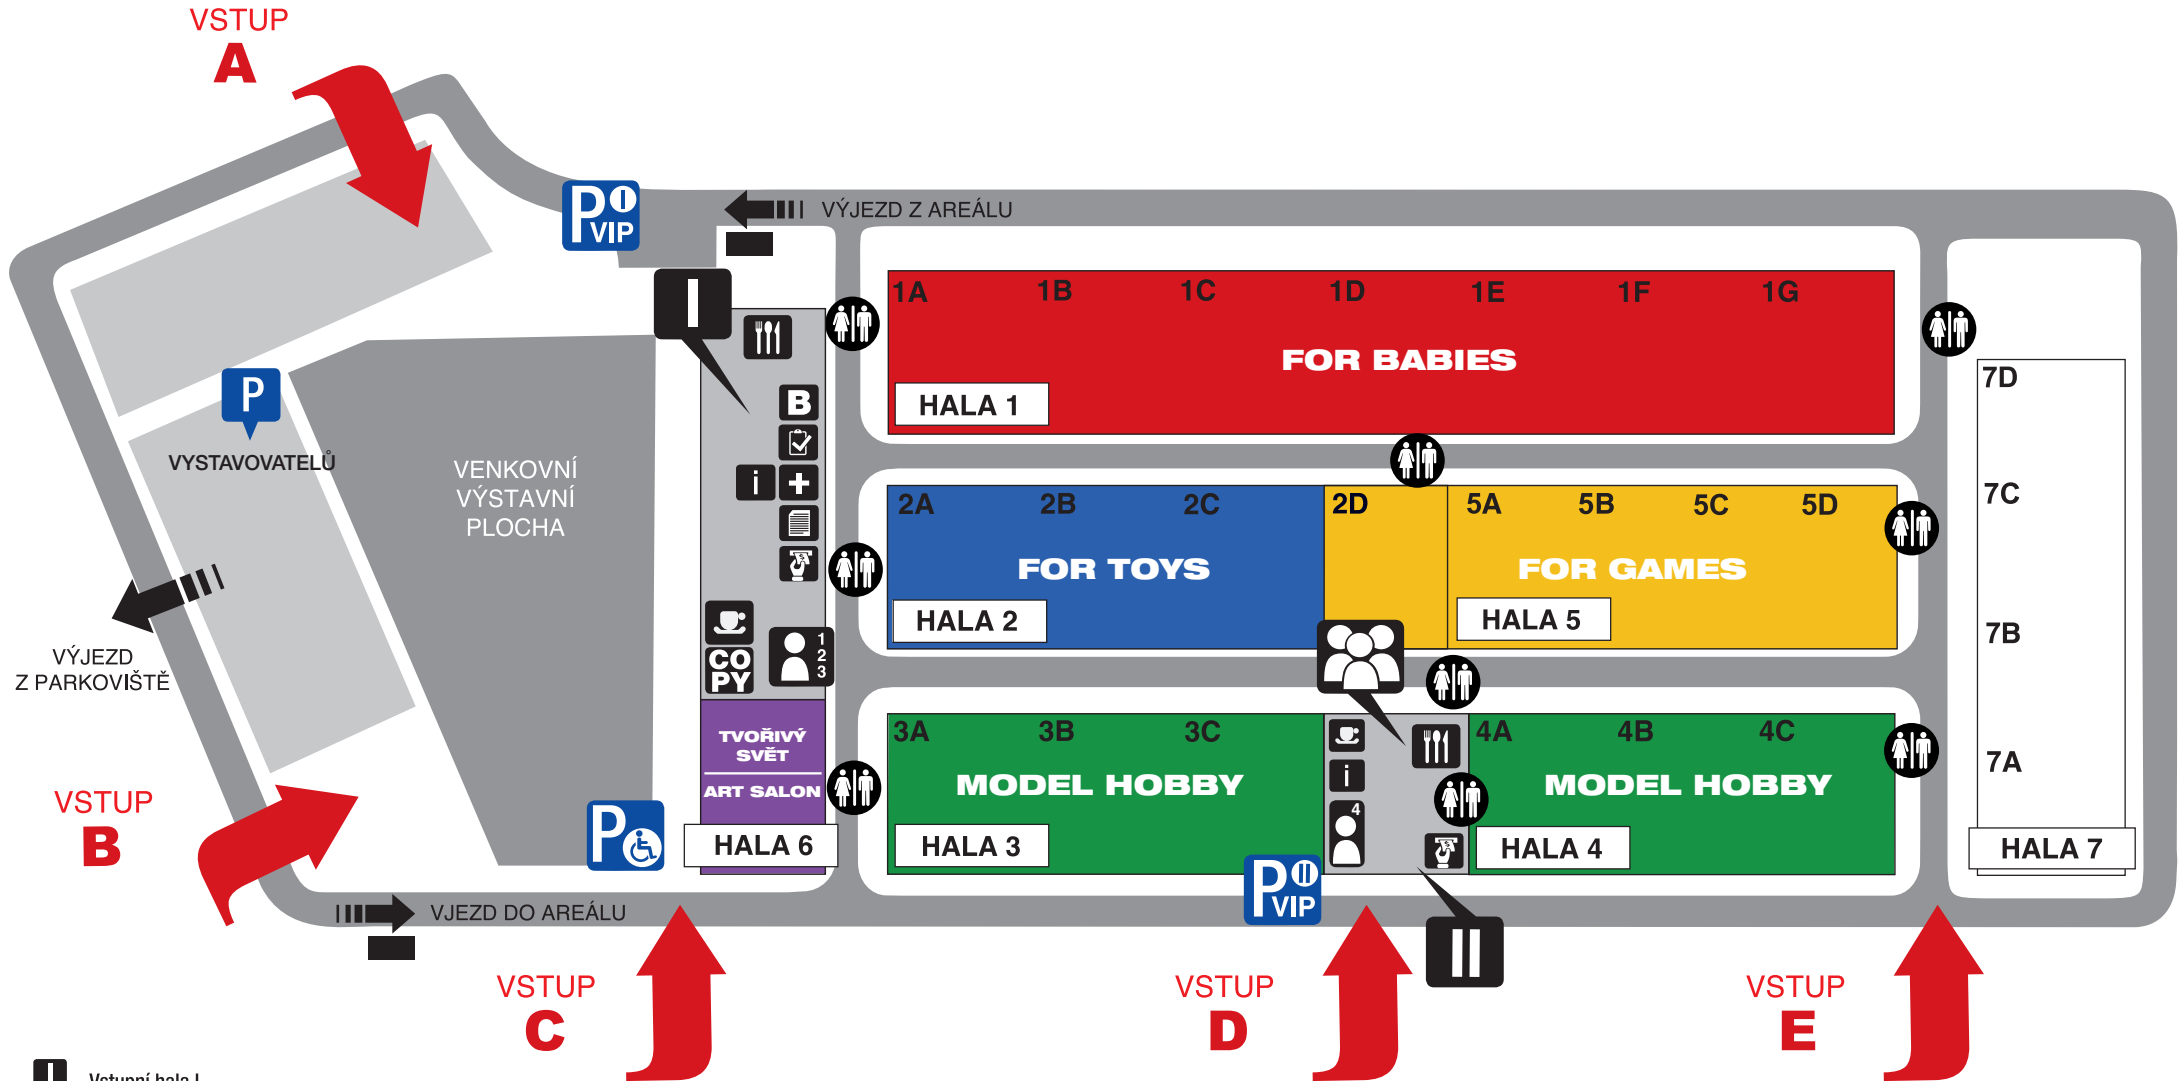 VSTUP
A
P I
VIP
VÝJEZD Z AREÁLU
I
1A 1B 1C 1D 1E 1F 1G
FOR BABIES
HALA 1
7D
P
VYSTAVOVATELŮ
VENKOVNÍ
VÝSTAVNÍ
PLOCHA
B
i
2A 2B 2C 2D 5A 5B 5C 5D
7C
FOR TOYS
FOR GAMES
HALA 2
HALA 5
CO
PY
1
2
3
7B
VÝJEZD
Z PARKOVIŠTĚ
TVOŘIVÝ
SVĚT
ART SALON
HALA 6
3A 3B 3C 4A 4B 4C
7A
MODEL HOBBY
i
4
MODEL HOBBY
HALA 3
HALA 4
HALA 7
VSTUP
B
P
P II
VIP
VJEZD DO AREÁLU
II
VSTUP
C
VSTUP
D
VSTUP
E
I
Vstupní hala I